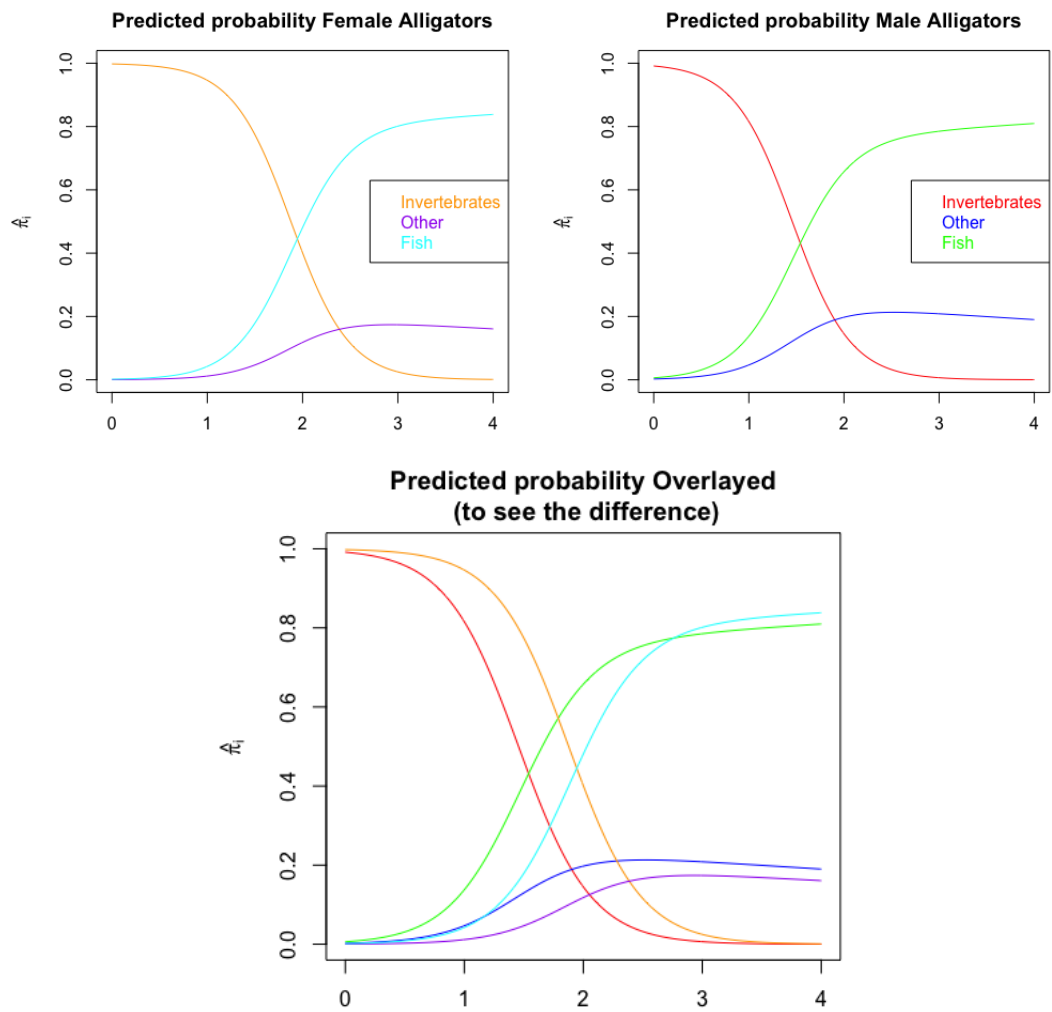 Predicted probability Female Alligators
1.0
0.8
0.6
0.4
0.2
0.0
π̂i
Invertebrates
Other
Fish
0 1 2 3 4
Predicted probability Male Alligators
1.0
0.8
0.6
0.4
0.2
0.0
π̂i
Invertebrates
Other
Fish
0 1 2 3 4
Predicted probability Overlayed
(to see the difference)
1.0
0.8
0.6
0.4
0.2
0.0
π̂i
0 1 2 3 4